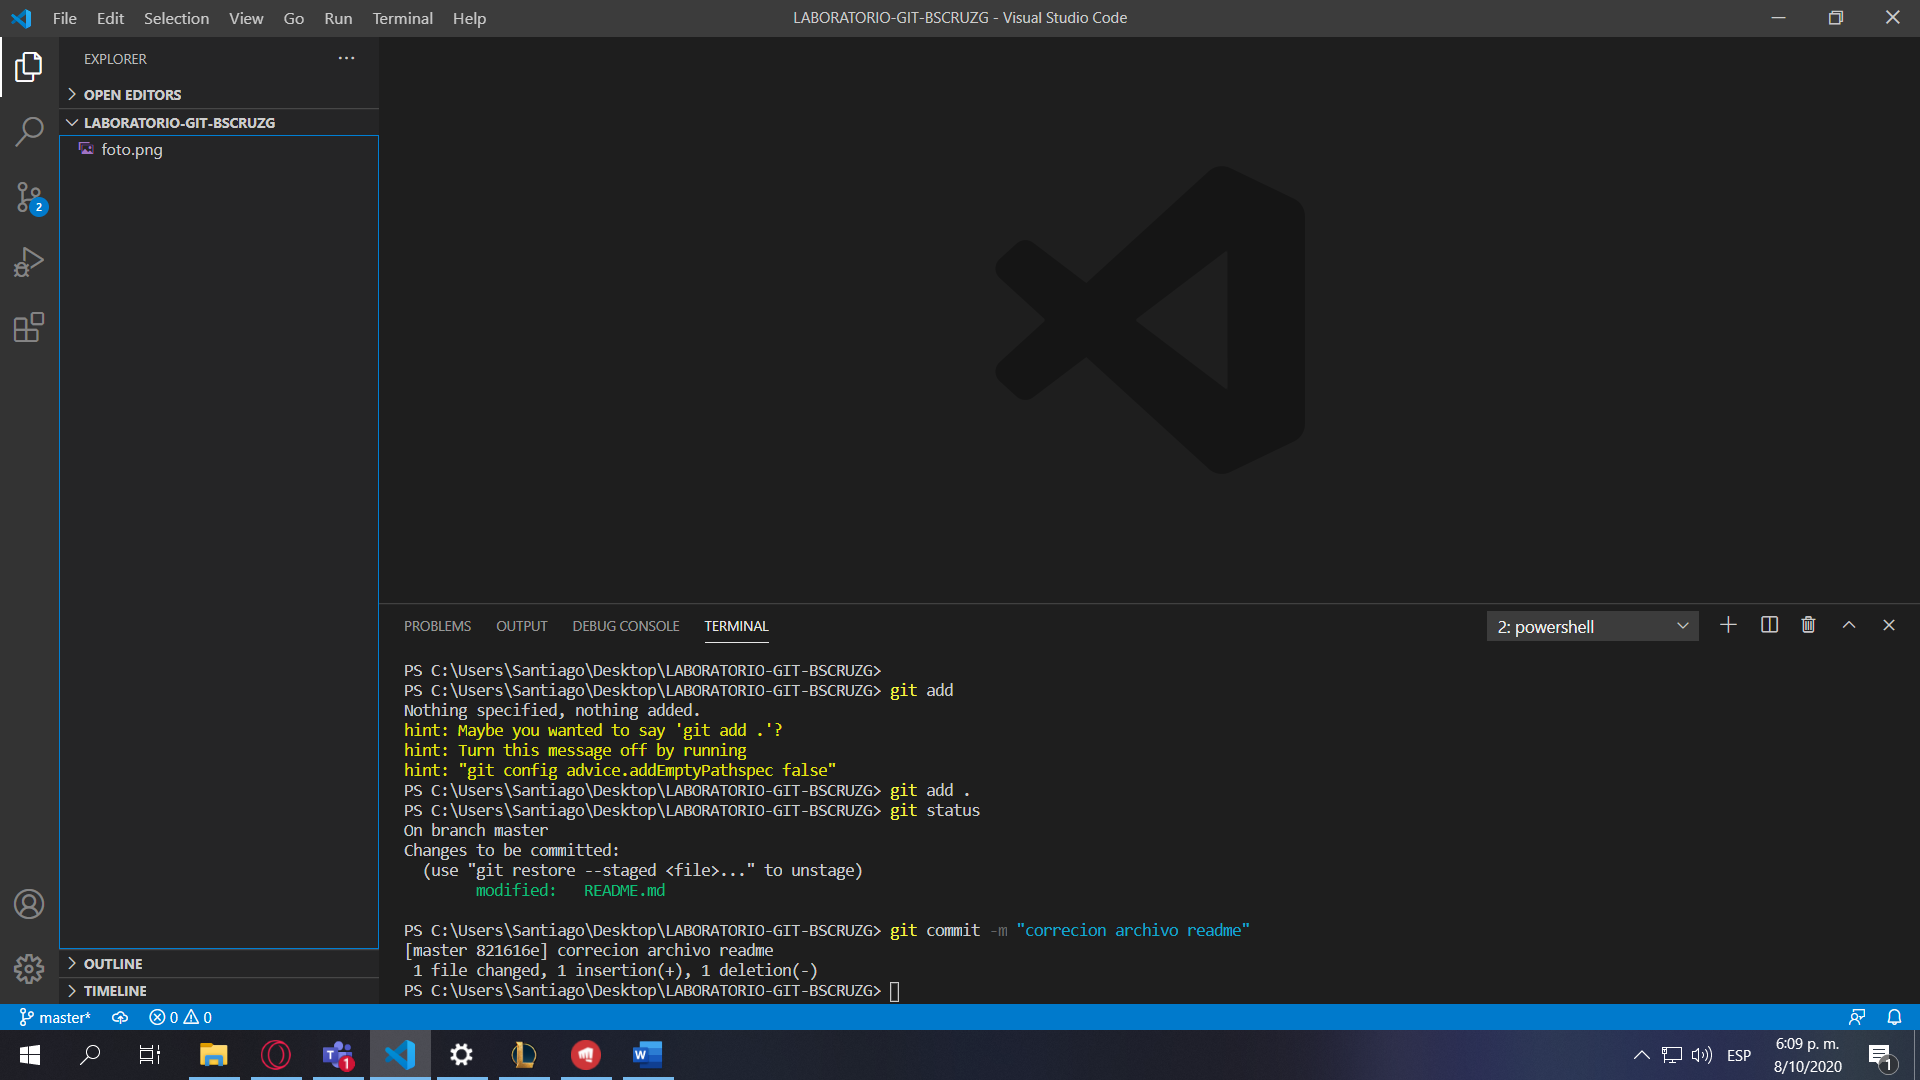 File Edit Selection View Go Run Terminal Help
LABORATORIO-GIT-BSCRUZG - Visual Studio Code
EXPLORER
OPEN EDITORS
LABORATORIO-GIT-BSCRUZG
foto.png
2
OUTLINE
TIMELINE
PROBLEMS OUTPUT DEBUG CONSOLE TERMINAL
2: powershell
PS C:\Users\Santiago\Desktop\LABORATORIO-GIT-BSCRUZG>
PS C:\Users\Santiago\Desktop\LABORATORIO-GIT-BSCRUZG> git add
Nothing specified, nothing added.
hint: Maybe you wanted to say 'git add .'?
hint: Turn this message off by running
hint: "git config advice.addEmptyPathspec false"
PS C:\Users\Santiago\Desktop\LABORATORIO-GIT-BSCRUZG> git add .
PS C:\Users\Santiago\Desktop\LABORATORIO-GIT-BSCRUZG> git status
On branch master
Changes to be committed:
  (use "git restore --staged <file>..." to unstage)
        modified:   README.md
PS C:\Users\Santiago\Desktop\LABORATORIO-GIT-BSCRUZG> git commit -m "correcion archivo readme"
[master 821616e] correcion archivo readme
 1 file changed, 1 insertion(+), 1 deletion(-)
PS C:\Users\Santiago\Desktop\LABORATORIO-GIT-BSCRUZG>
master* 0 0
T 1
W
ESP
6:09 p. m.
8/10/2020
1